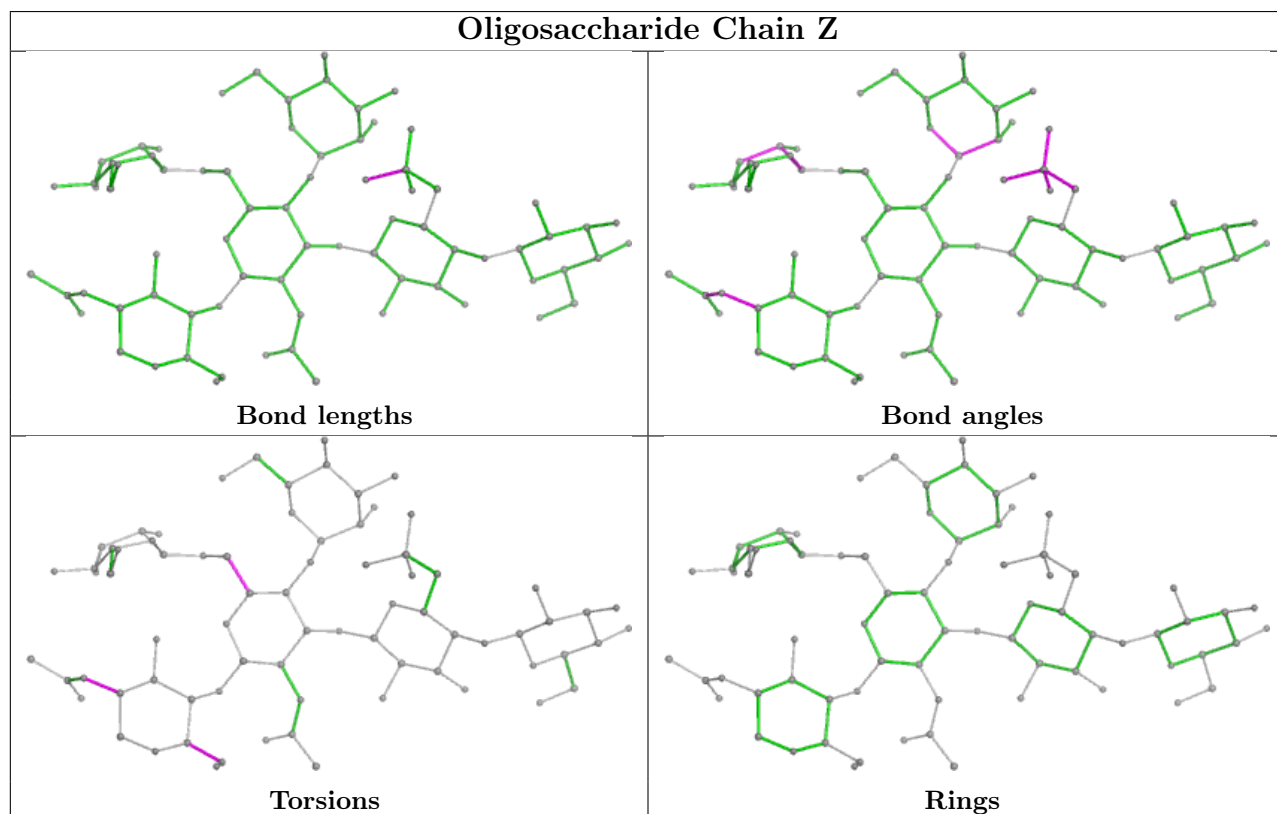 Oligosaccharide Chain Z
Bond lengths
Bond angles
Torsions
Rings